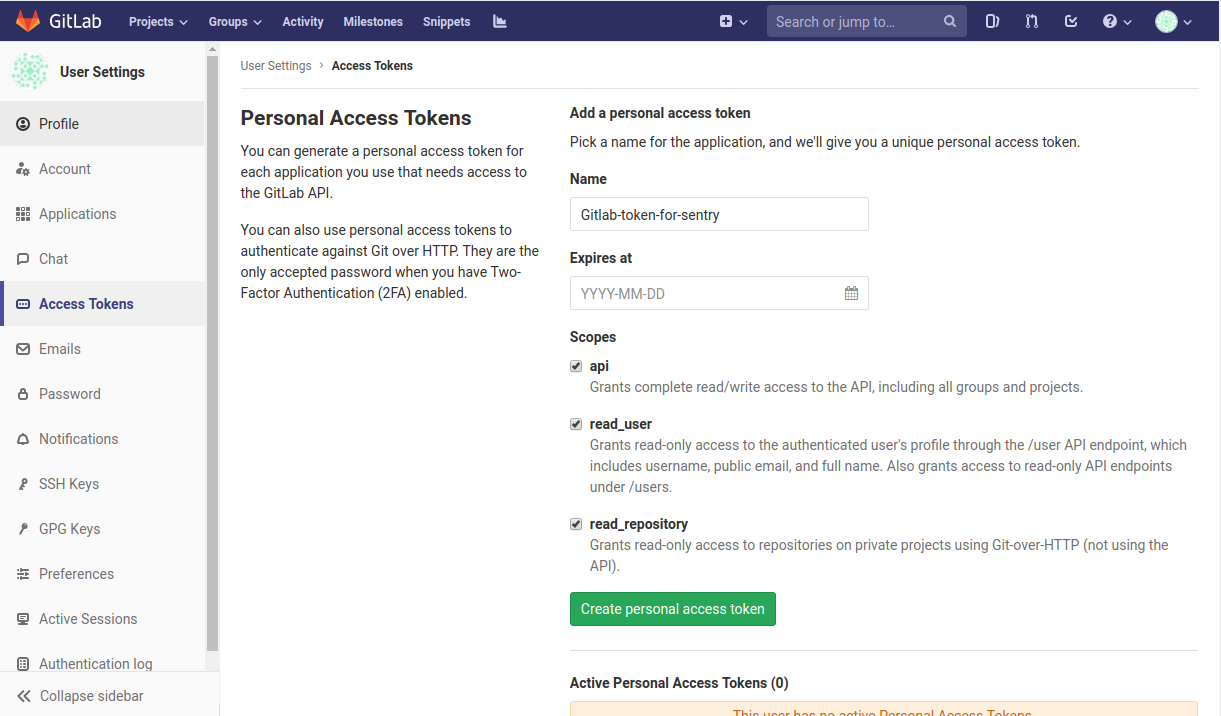 GitLab
Projects
Groups
Activity
Milestones
Snippets
Search or jump to...
User Settings
Profile
Account
Applications
Chat
Access Tokens
Emails
Password
Notifications
SSH Keys
GPG Keys
Preferences
Active Sessions
Authentication log
Collapse sidebar
User Settings › Access Tokens
Personal Access Tokens
You can generate a personal access token for
each application you use that needs access to
the GitLab API.
You can also use personal access tokens to
authenticate against Git over HTTP. They are the
only accepted password when you have Two-
Factor Authentication (2FA) enabled.
Add a personal access token
Pick a name for the application, and we'll give you a unique personal access token.
Name
Gitlab-token-for-sentry
Expires at
YYYY-MM-DD
Scopes
api
Grants complete read/write access to the API, including all groups and projects.
read_user
Grants read-only access to the authenticated user's profile through the /user API endpoint, which
includes username, public email, and full name. Also grants access to read-only API endpoints
under /users.
read_repository
Grants read-only access to repositories on private projects using Git-over-HTTP (not using the
API).
Create personal access token
Active Personal Access Tokens (0)
This user has no active Personal Access Tokens.